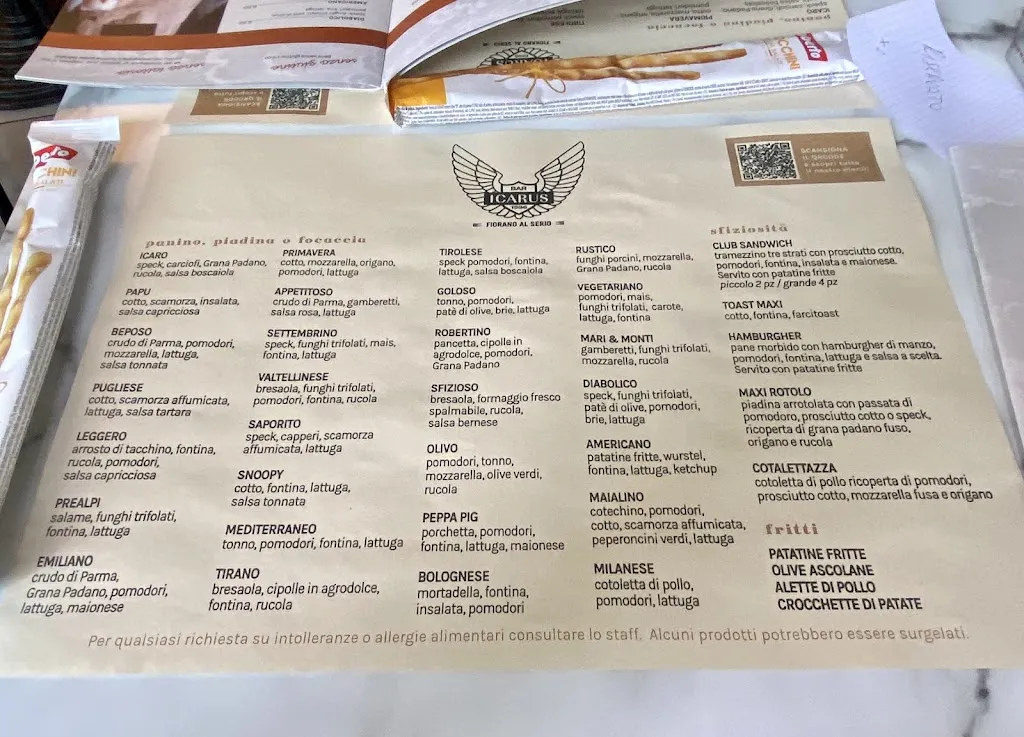 senza glutine
BAR
ICARUS
1936
FIORANO AL SERIO
SCANSIONA
IL QRCODE
e scopri tutto
il nostro menù!
panino, piadina o focaccia
ICARO
speck, carciofi, Grana Padano,
rucola, salsa boscaiola
PAPU
cotto, scamorza, insalata,
salsa capricciosa
BEPOSO
crudo di Parma, pomodori,
mozzarella, lattuga,
salsa tonnata
PUGLIESE
cotto, scamorza affumicata,
lattuga, salsa tartara
LEGGERO
arrosto di tacchino, fontina,
rucola, pomodori,
salsa capricciosa
PREALPI
salame, funghi trifolati,
fontina, lattuga
EMILIANO
crudo di Parma,
Grana Padano, pomodori,
lattuga, maionese
PRIMAVERA
cotto, mozzarella, origano,
pomodori, lattuga
APPETITOSO
crudo di Parma, gamberetti,
salsa rosa, lattuga
SETTEMBRINO
speck, funghi trifolati, mais,
fontina, lattuga
VALTELLINESE
bresaola, funghi trifolati,
pomodori, fontina, rucola
SAPORITO
speck, capperi, scamorza
affumicata, lattuga
SNOOPY
cotto, fontina, lattuga,
salsa tonnata
MEDITERRANEO
tonno, pomodori, fontina, lattuga
TIRANO
bresaola, cipolle in agrodolce,
fontina, rucola
TIROLESE
speck pomodori, fontina,
lattuga, salsa boscaiola
GOLOSO
tonno, pomodori,
patè di olive, brie, lattuga
ROBERTINO
pancetta, cipolle in
agrodolce, pomodori,
Grana Padano
SFIZIOSO
bresaola, formaggio fresco
spalmabile, rucola,
salsa bernese
OLIVO
pomodori, tonno,
mozzarella, olive verdi,
rucola
PEPPA PIG
porchetta, pomodori,
fontina, lattuga, maionese
BOLOGNESE
mortadella, fontina,
insalata, pomodori
RUSTICO
funghi porcini, mozzarella,
Grana Padano, rucola
VEGETARIANO
pomodori, mais,
funghi trifolati, carote,
lattuga, fontina
MARI & MONTI
gamberetti, funghi trifolati,
mozzarella, rucola
DIABOLICO
speck, funghi trifolati,
patè di olive, pomodori,
brie, lattuga
AMERICANO
patatine fritte, wurstel,
fontina, lattuga, ketchup
MAIALINO
cotechino, pomodori,
cotto, scamorza affumicata,
peperoncini verdi, lattuga
MILANESE
cotoletta di pollo,
pomodori, lattuga
sfiziosità
CLUB SANDWICH
tramezzino tre strati con prosciutto cotto,
pomodori, fontina, insalata e maionese.
Servito con patatine fritte
piccolo 2 pz / grande 4 pz
TOAST MAXI
cotto, fontina, farcitoast
HAMBURGHER
pane morbido con hamburgher di manzo,
pomodori, fontina, lattuga e salsa a scelta.
Servito con patatine fritte
MAXI ROTOLO
piadina arrotolata con passata di
pomodoro, prosciutto cotto o speck,
ricoperta di grana padano fuso,
origano e rucola
COTALETTAZZA
cotoletta di pollo ricoperta di pomodori,
prosciutto cotto, mozzarella fusa e origano
fritti
PATATINE FRITTE
OLIVE ASCOLANE
ALETTE DI POLLO
CROCCHETTE DI PATATE
Per qualsiasi richiesta su intolleranze o allergie alimentari consultare lo staff. Alcuni prodotti potrebbero essere surgelati.